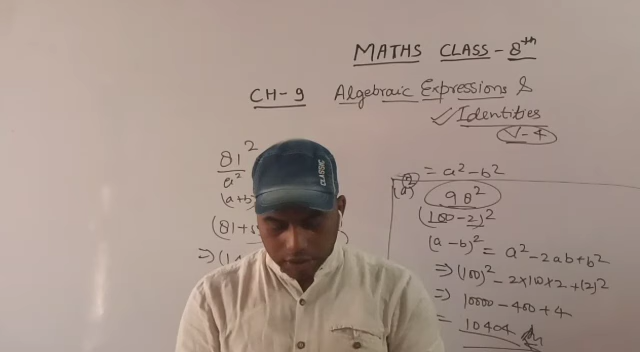 MATHS CLASS - 8th
CH-9 Algebraic Expressions &
Identities
V-4
81²
a²
(a+b)
(81+
⇒(1
= a²-b²
(a)
98²
(100-2)²
(a-b)² = a²-2ab+b²
⇒(100)²-2×100×2+(2)²
⇒ 10000-400+4
= 10404
CLASSIC